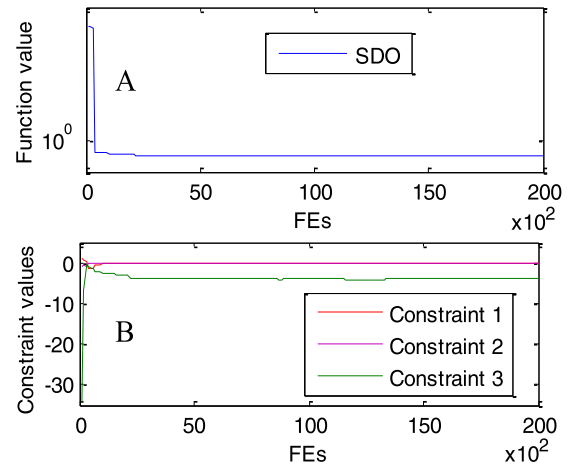 Function value
10^0
A
SDO
0
50
100
150
200
FEs
x10^2
Constraint values
0
-10
-20
-30
B
Constraint 1
Constraint 2
Constraint 3
0
50
100
150
200
FEs
x10^2